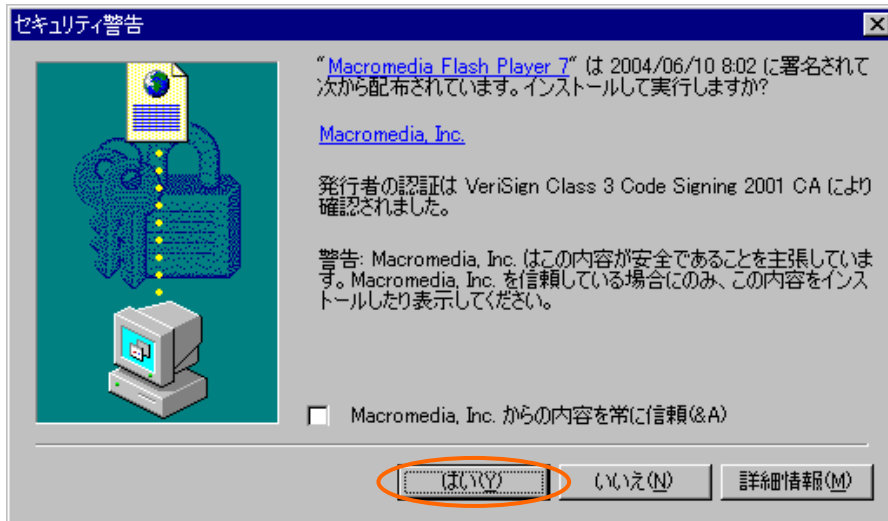 セキュリティ警告
"Macromedia Flash Player 7" は 2004/06/10 8:02 に署名されて
次から配布されています。インストールして実行しますか?
Macromedia, Inc.
発行者の認証は VeriSign Class 3 Code Signing 2001 CA により
確認されました。
警告: Macromedia, Inc. はこの内容が安全であることを主張していま
す。Macromedia, Inc. を信頼している場合にのみ、この内容をインス
トールしたり表示してください。
Macromedia, Inc. からの内容を常に信頼(&A)
はい(Y) いいえ(N) 詳細情報(M)